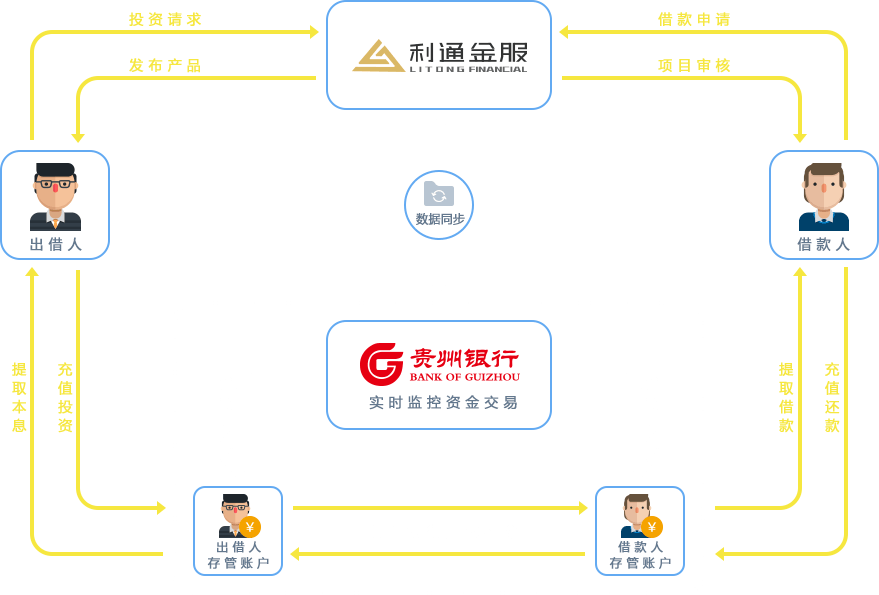 投资请求
借款申请
利通金服
LITONG FINANCIAL
发布产品
项目审核
数据同步
出借人
借款人
贵州银行
BANK OF GUIZHOU
实时监控资金交易
提取本息
充值投资
提取借款
充值还款
¥
出借人
存管账户
¥
借款人
存管账户